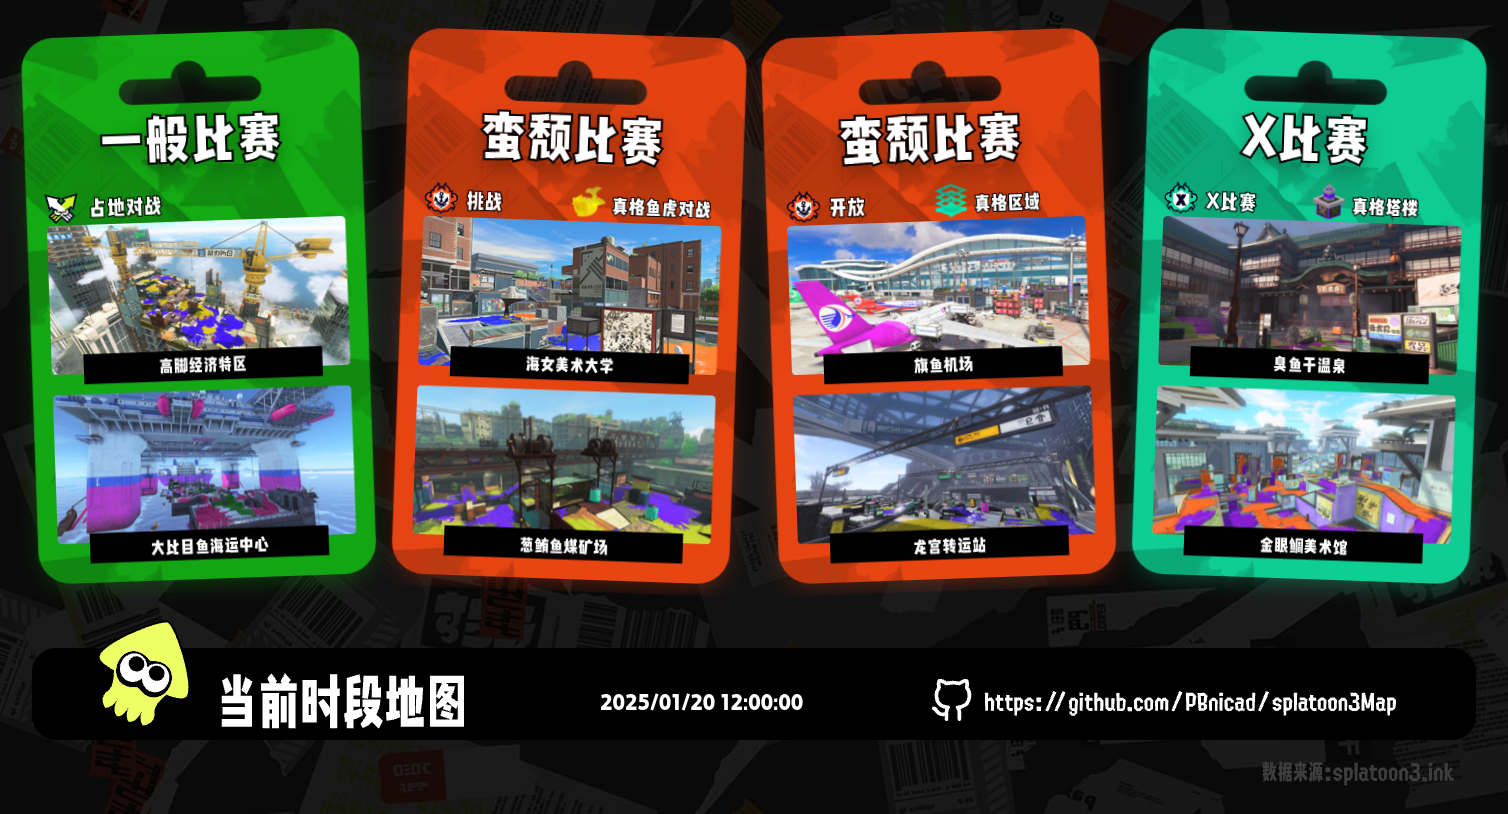 一般比赛
占地对战
高脚经济特区
大比目鱼海运中心
蛮颓比赛
挑战
真格鱼虎对战
海女美术大学
葱鲔鱼煤矿场
蛮颓比赛
开放
真格区域
旗鱼机场
龙宫转运站
X比赛
X比赛
真格塔楼
臭鱼干温泉
金眼鲷美术馆
当前时段地图
2025/01/20 12:00:00
https://github.com/PBnicad/splatoon3Map
数据来源:splatoon3.ink